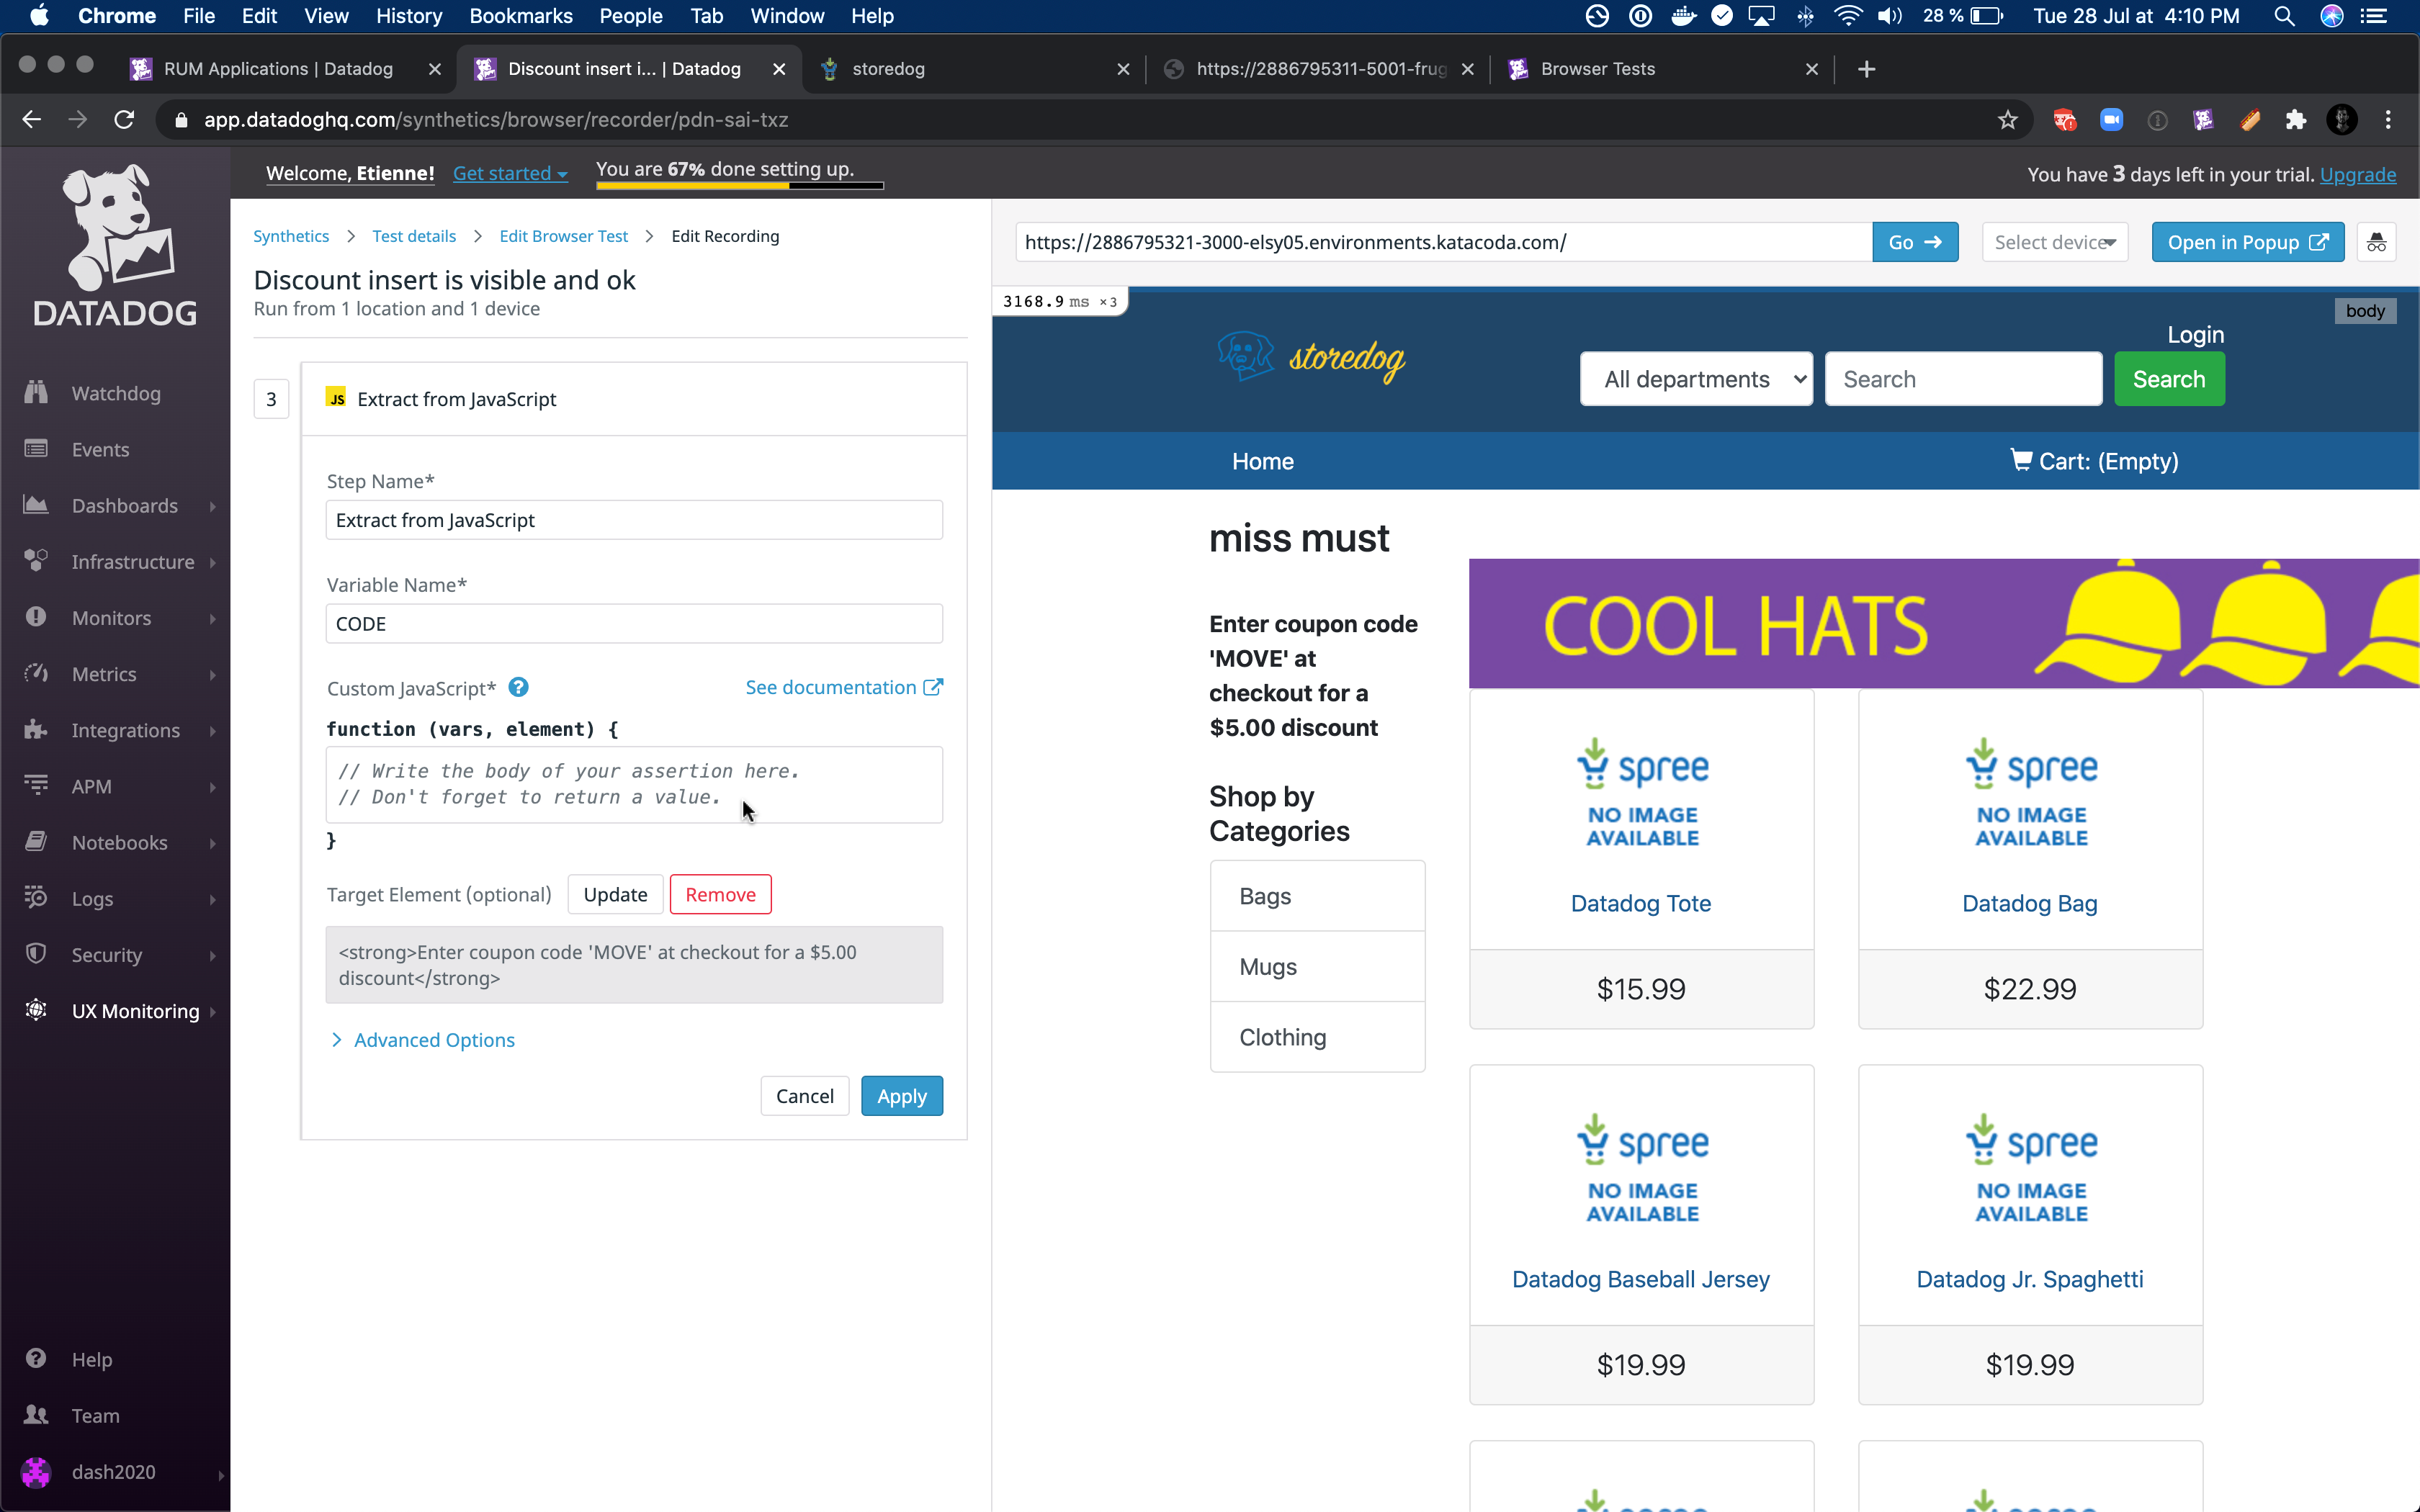 Chrome File Edit View History Bookmarks People Tab Window Help
28 % Tue 28 Jul at 4:10 PM
RUM Applications | Datadog
Discount insert i... | Datadog
storedog
https://2886795311-5001-frug
Browser Tests
app.datadoghq.com/synthetics/browser/recorder/pdn-sai-txz
DATADOG
Watchdog
Events
Dashboards
Infrastructure
Monitors
Metrics
Integrations
APM
Notebooks
Logs
Security
UX Monitoring
Help
Team
dash2020
Welcome, Etienne! Get started
You are 67% done setting up.
You have 3 days left in your trial. Upgrade
Synthetics > Test details > Edit Browser Test > Edit Recording
Discount insert is visible and ok
Run from 1 location and 1 device
3
JS Extract from JavaScript
Step Name*
Extract from JavaScript
Variable Name*
CODE
Custom JavaScript* ? See documentation
function (vars, element) {
// Write the body of your assertion here.
// Don't forget to return a value.
}
Target Element (optional) Update Remove
<strong>Enter coupon code 'MOVE' at checkout for a $5.00
discount</strong>
> Advanced Options
Cancel Apply
https://2886795321-3000-elsy05.environments.katacoda.com/
Go →
Select device
Open in Popup
3168.9 ms ×3
body
storedog
Login
All departments
Search
Search
Home
Cart: (Empty)
miss must
Enter coupon code
'MOVE' at
checkout for a
$5.00 discount
Shop by
Categories
Bags
Mugs
Clothing
COOL HATS
spree
NO IMAGE
AVAILABLE
Datadog Tote
$15.99
spree
NO IMAGE
AVAILABLE
Datadog Bag
$22.99
spree
NO IMAGE
AVAILABLE
Datadog Baseball Jersey
$19.99
spree
NO IMAGE
AVAILABLE
Datadog Jr. Spaghetti
$19.99